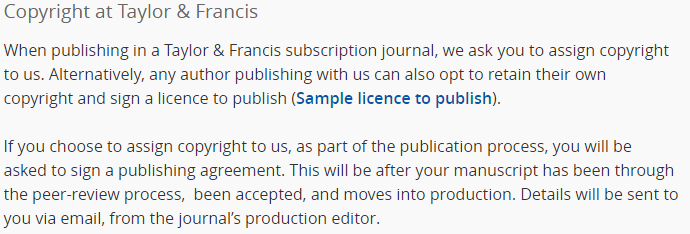 Copyright at Taylor & Francis
When publishing in a Taylor & Francis subscription journal, we ask you to assign copyright
to us. Alternatively, any author publishing with us can also opt to retain their own
copyright and sign a licence to publish (Sample licence to publish).
If you choose to assign copyright to us, as part of the publication process, you will be
asked to sign a publishing agreement. This will be after your manuscript has been through
the peer-review process,  been accepted, and moves into production. Details will be sent to
you via email, from the journal’s production editor.